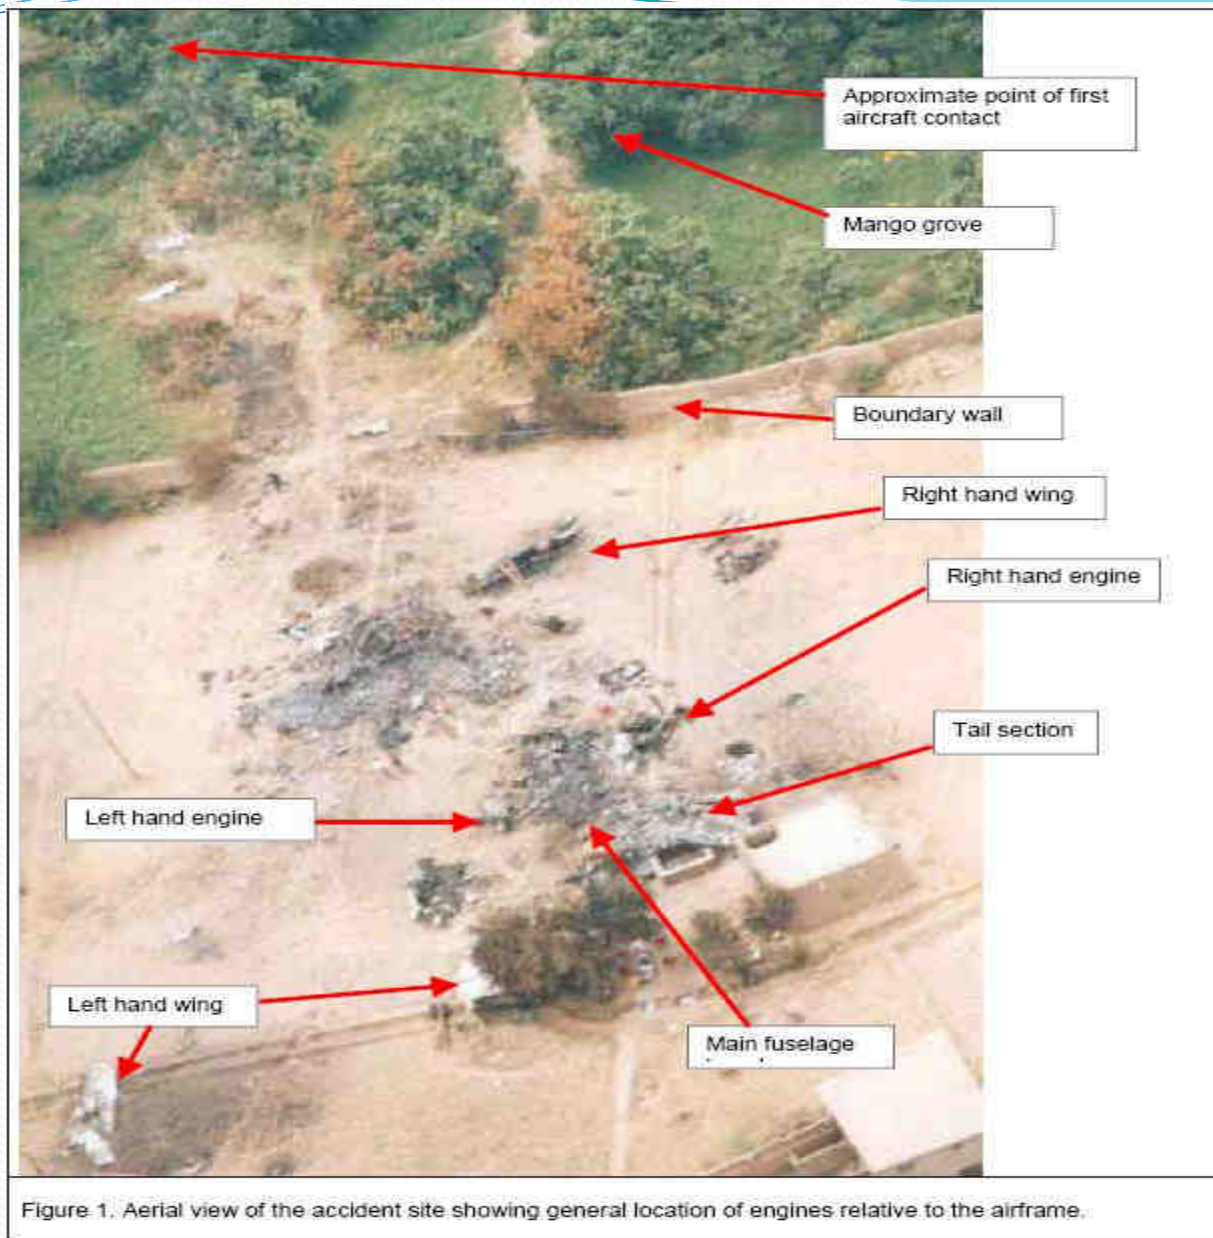 Approximate point of first
aircraft contact
Mango grove
Boundary wall
Right hand wing
Right hand engine
Tail section
Left hand engine
Left hand wing
Main fuselage
Figure 1. Aerial view of the accident site showing general location of engines relative to the airframe.